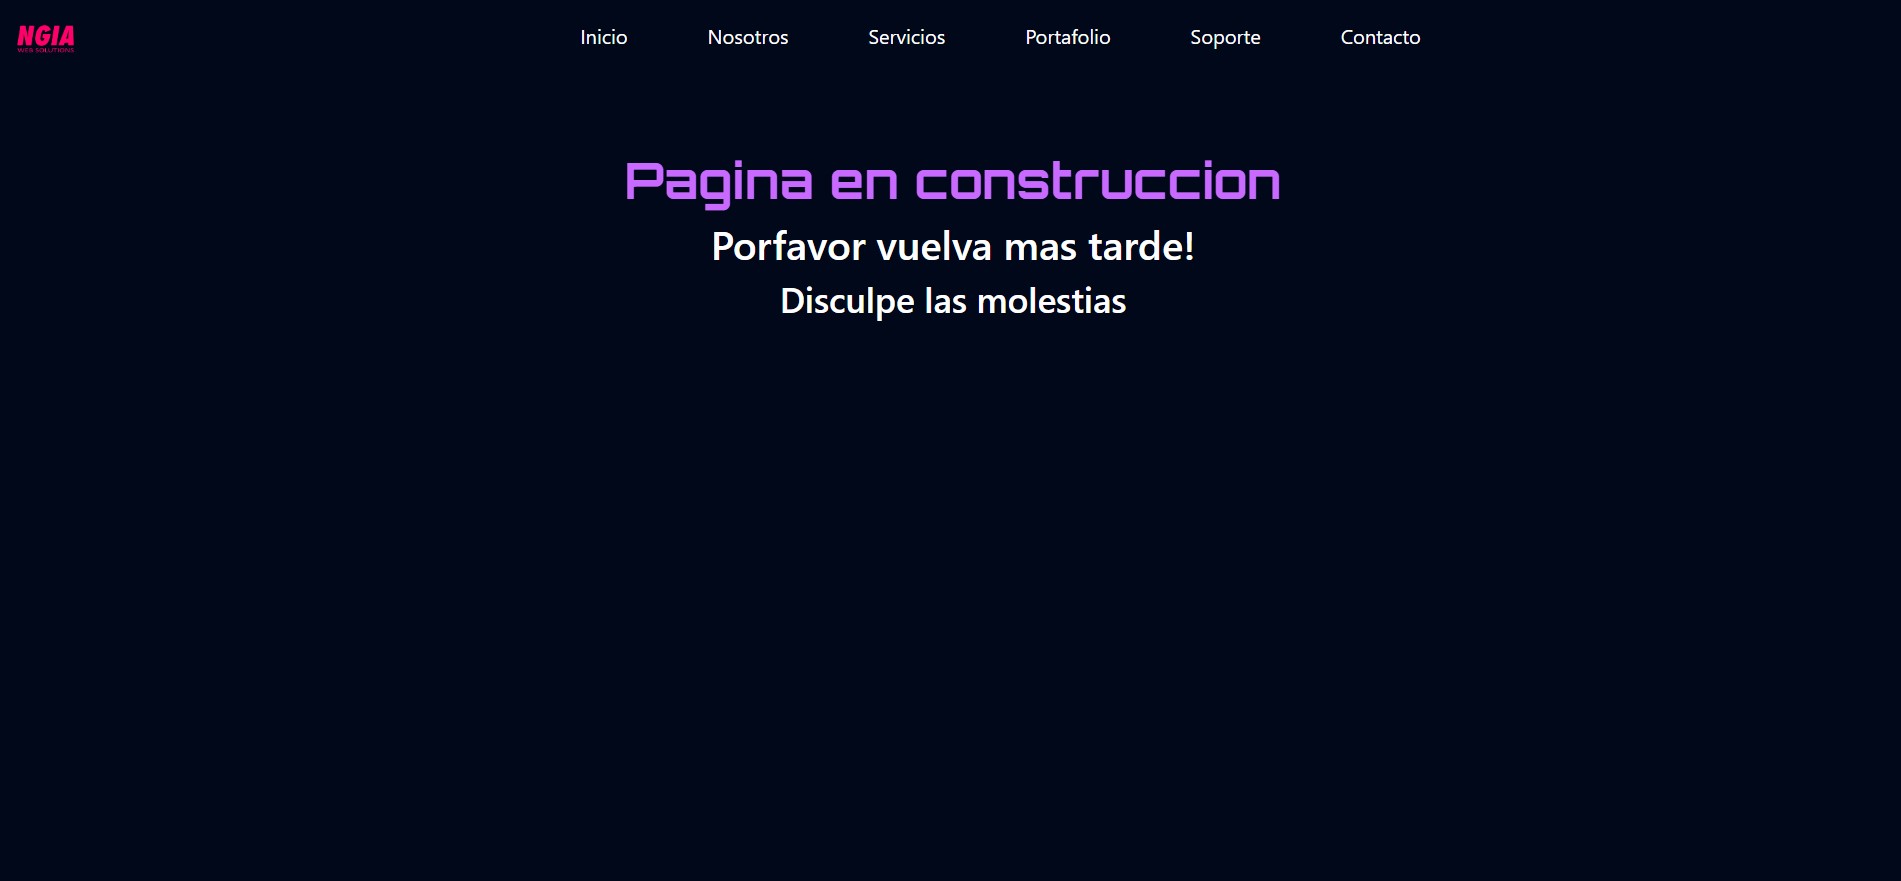 NGIA
WEB SOLUTIONS
Inicio Nosotros Servicios Portafolio Soporte Contacto
Pagina en construccion
Porfavor vuelva mas tarde!
Disculpe las molestias